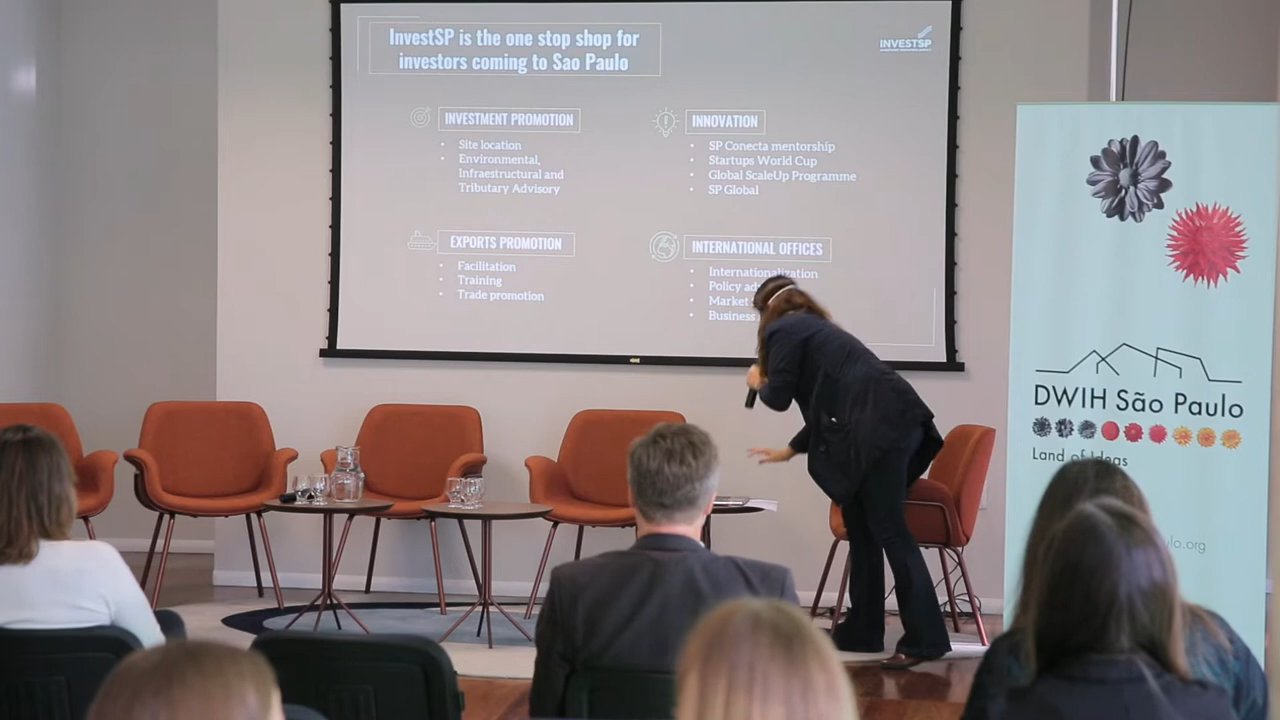 InvestSP is the one stop shop for
investors coming to Sao Paulo
INVESTSP
INVESTMENT PROMOTION
• Site location
• Environmental,
Infraestructural and
Tributary Advisory
INNOVATION
• SP Conecta mentorship
• Startups World Cup
• Global ScaleUp Programme
• SP Global
EXPORTS PROMOTION
• Facilitation
• Training
• Trade promotion
INTERNATIONAL OFFICES
• Internationalization
• Policy
• Market
• Business
DWIH São Paulo
Land of Ideas